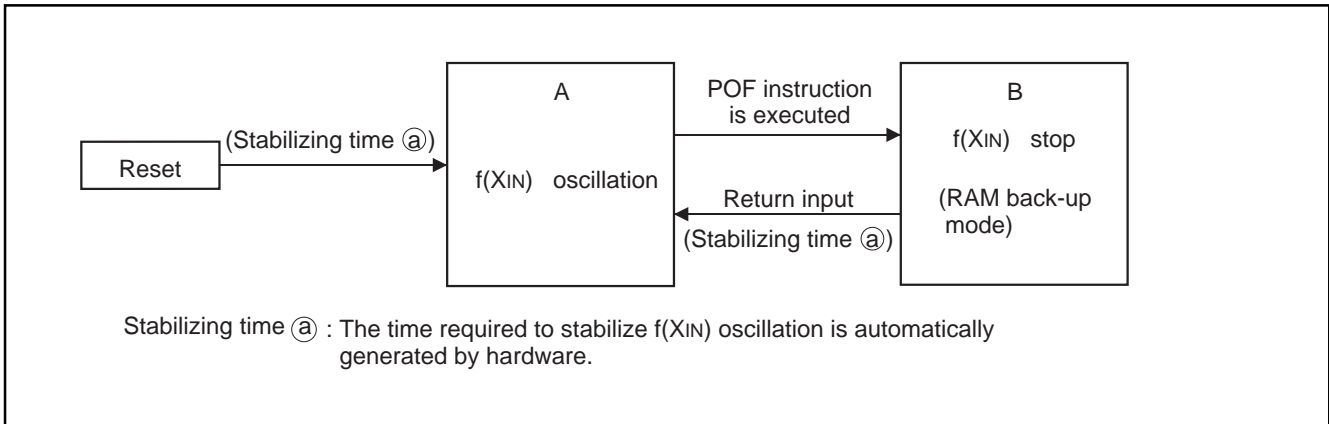 Reset
(Stabilizing time ⓐ)
A
f(XIN) oscillation
POF instruction
is executed
Return input
(Stabilizing time ⓐ)
B
f(XIN) stop
(RAM back-up
mode)
Stabilizing time ⓐ : The time required to stabilize f(XIN) oscillation is automatically
generated by hardware.